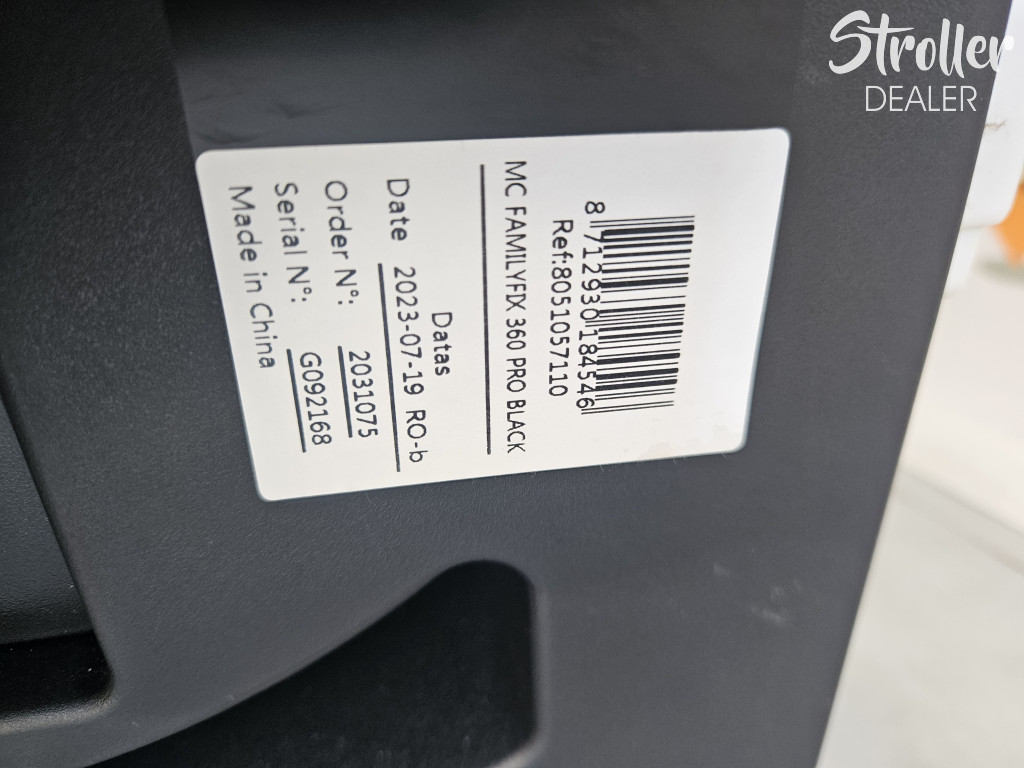 Stroller
DEALER
8 712930 184546
Ref:8051057110
MC FAMILYFIX 360 PRO BLACK
Datas
Date 2023-07-19 RO-b
Order N°: 2031075
Serial N°: G092168
Made in China